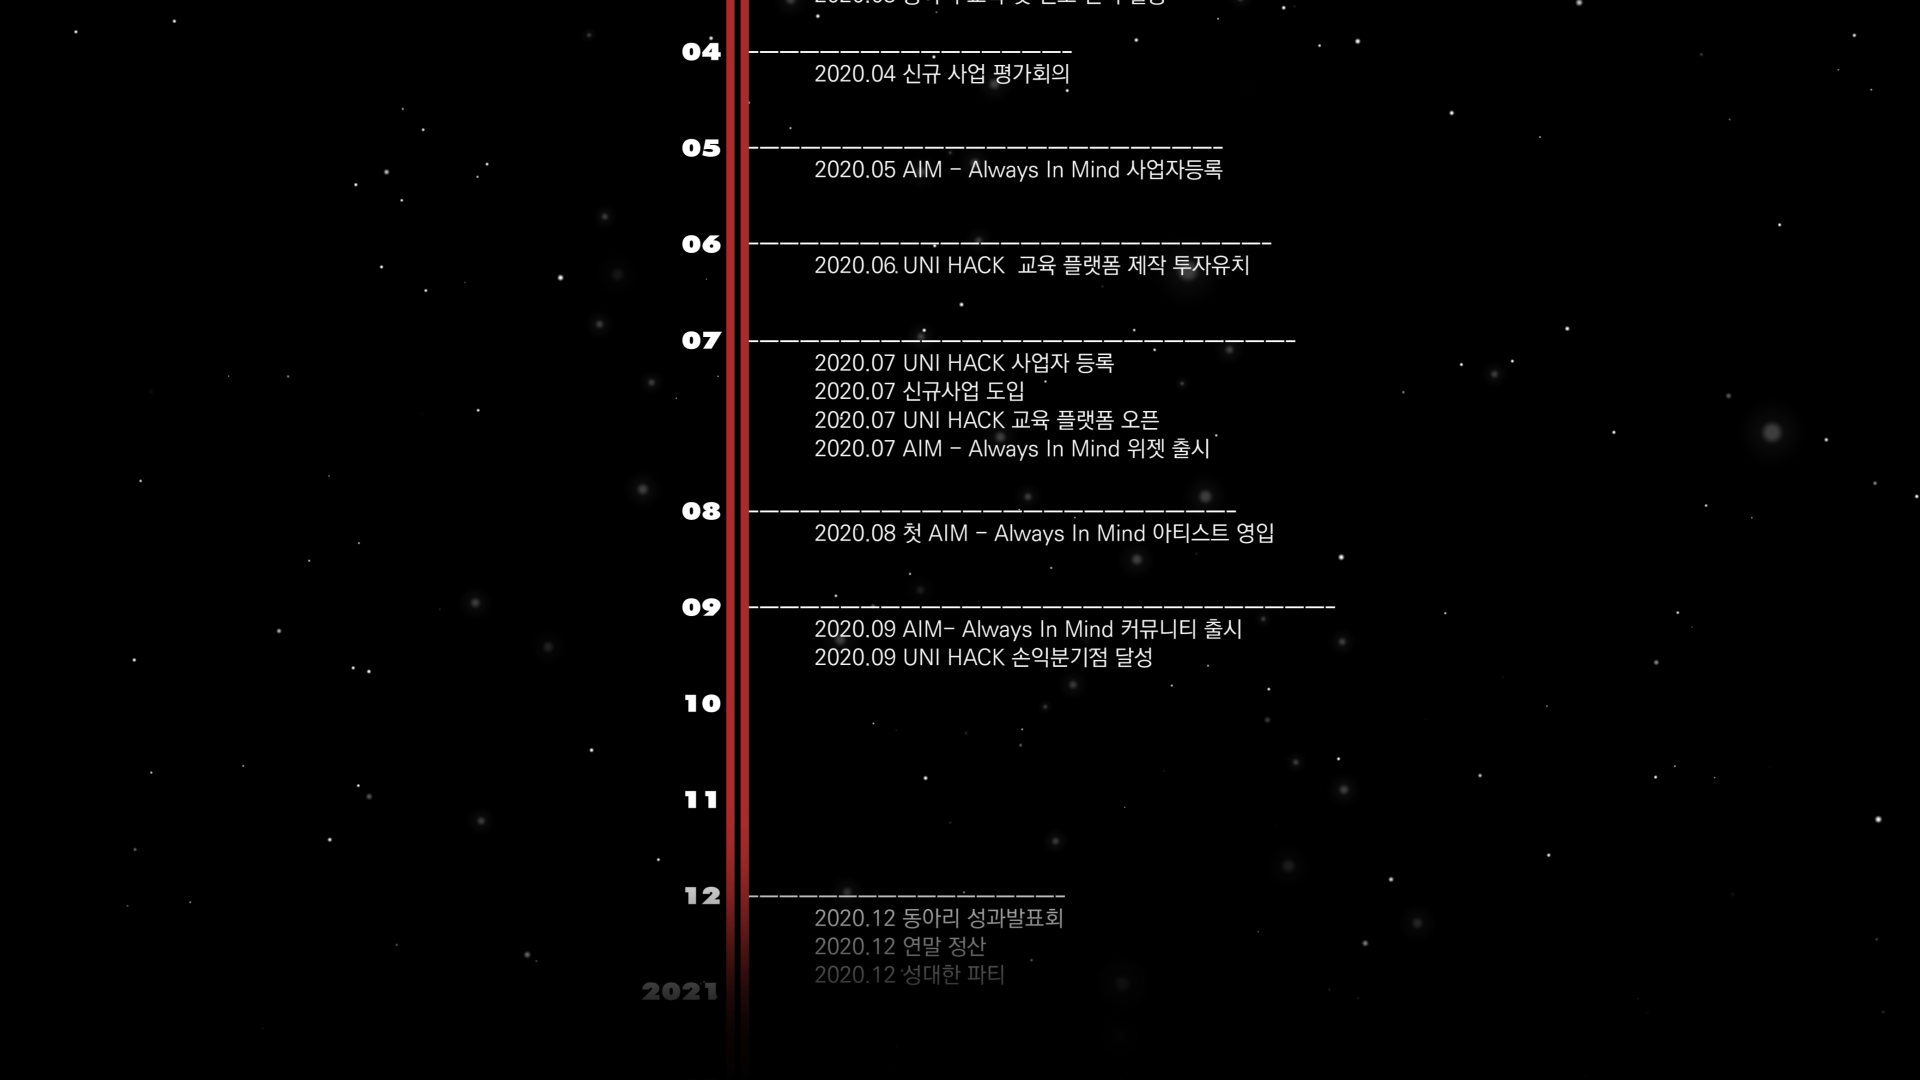 04
2020.04 신규 사업 평가회의
05
2020.05 AIM - Always In Mind 사업자등록
06
2020.06. UNI HACK 교육 플랫폼 제작 투자유치
07
2020.07 UNI HACK 사업자 등록
2020.07 신규사업 도입
2020.07 UNI HACK 교육 플랫폼 오픈
2020.07 AIM - Always In Mind 위젯 출시
08
2020.08 첫 AIM - Always In Mind 아티스트 영입
09
2020.09 AIM- Always In Mind 커뮤니티 출시
2020.09 UNI HACK 손익분기점 달성
10
11
12
2020.12 동아리 성과발표회
2020.12 연말 정산
2020.12 성대한 파티
2021